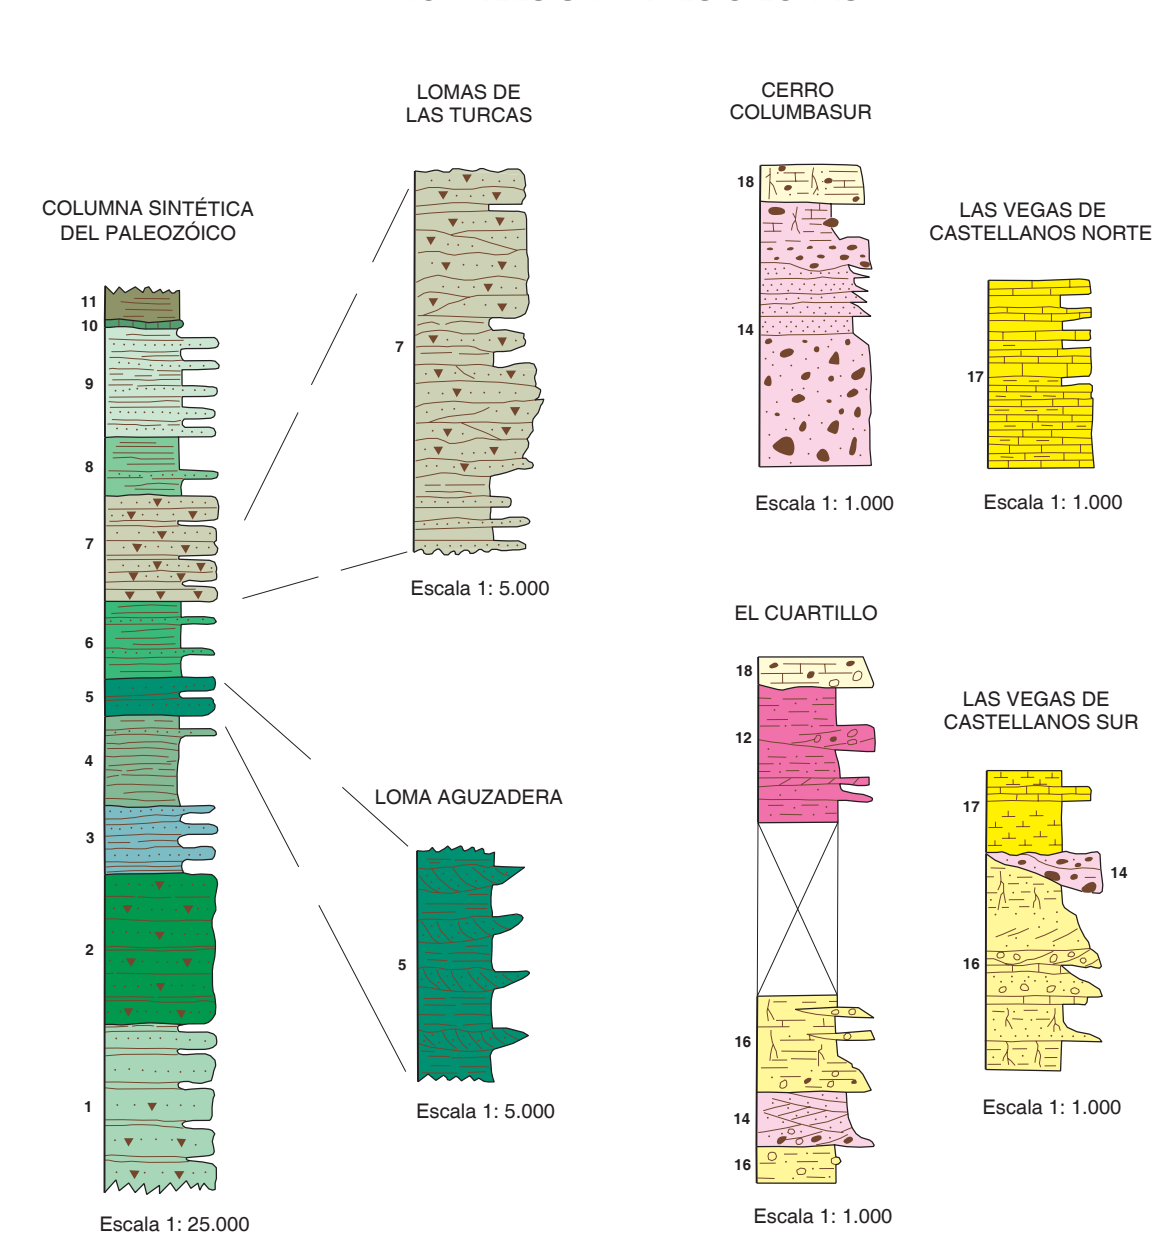 LOMAS DE
LAS TURCAS
CERRO
COLUMBASUR
COLUMNA SINTÉTICA
DEL PALEOZÓICO
LAS VEGAS DE
CASTELLANOS NORTE
11
10
9
8
7
6
5
4
3
2
1
Escala 1: 25.000
7
Escala 1: 5.000
18
14
Escala 1: 1.000
17
Escala 1: 1.000
LOMA AGUZADERA
5
Escala 1: 5.000
EL CUARTILLO
18
12
16
14
16
Escala 1: 1.000
LAS VEGAS DE
CASTELLANOS SUR
17
14
16
Escala 1: 1.000